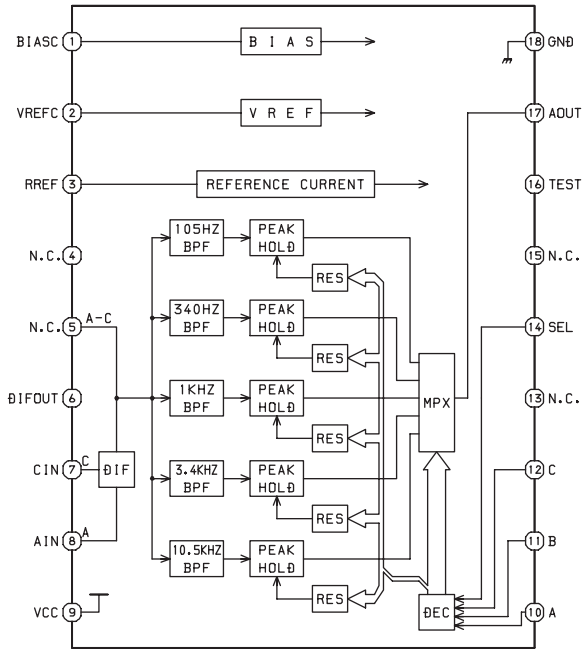 BIASC 1 BIAS 18 GND
VREFC 2 VREF 17 AOUT
RREF 3 REFERENCE CURRENT 16 TEST
N.C. 4 15 N.C.
105HZ BPF
PEAK HOLD
RES
N.C. 5 A-C 14 SEL
340HZ BPF
PEAK HOLD
RES
DIFOUT 6 13 N.C.
1KHZ BPF
PEAK HOLD
MPX
RES
CIN 7 C DIF 12 C
3.4KHZ BPF
PEAK HOLD
RES
AIN 8 A 11 B
10.5KHZ BPF
PEAK HOLD
RES
VCC 9 DEC 10 A